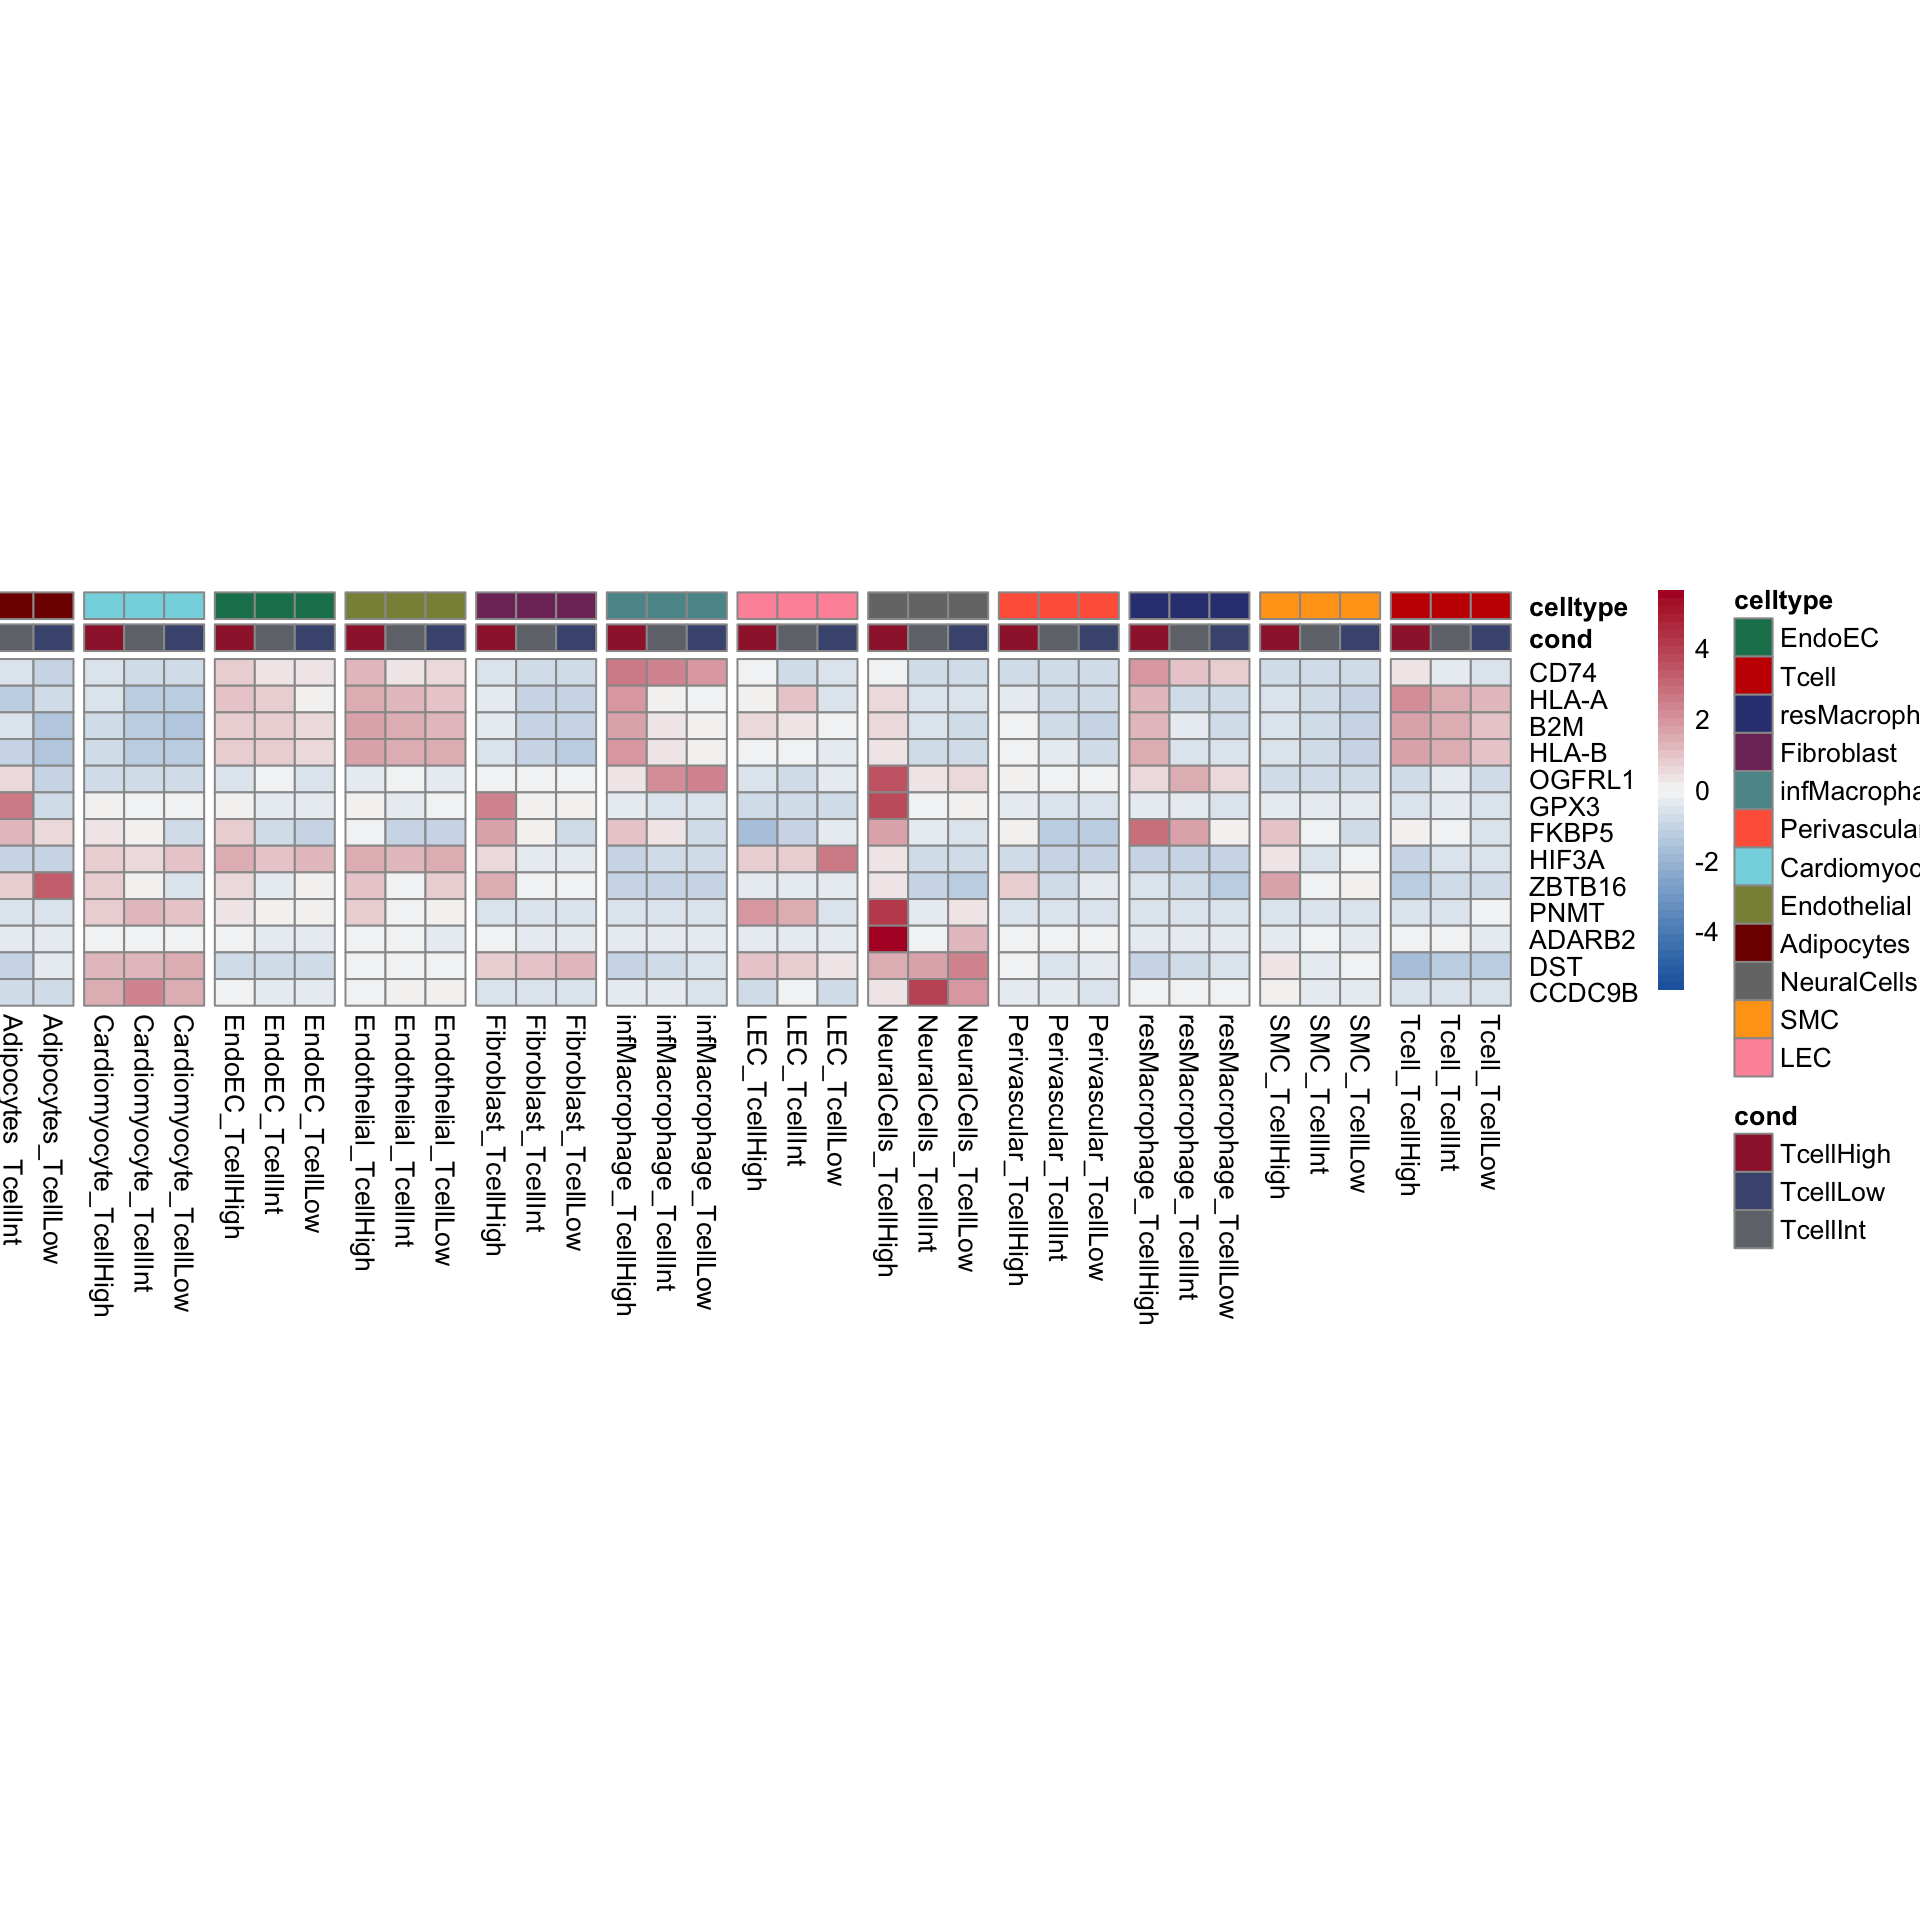 celltype
cond
CD74
HLA-A
B2M
HLA-B
OGFRL1
GPX3
FKBP5
HIF3A
ZBTB16
PNMT
ADARB2
DST
CCDC9B
Adipocytes_TcellInt
Adipocytes_TcellLow
Cardiomyocyte_TcellHigh
Cardiomyocyte_TcellInt
Cardiomyocyte_TcellLow
EndoEC_TcellHigh
EndoEC_TcellInt
EndoEC_TcellLow
Endothelial_TcellHigh
Endothelial_TcellInt
Endothelial_TcellLow
Fibroblast_TcellHigh
Fibroblast_TcellInt
Fibroblast_TcellLow
infMacrophage_TcellHigh
infMacrophage_TcellInt
infMacrophage_TcellLow
LEC_TcellHigh
LEC_TcellInt
LEC_TcellLow
NeuralCells_TcellHigh
NeuralCells_TcellInt
NeuralCells_TcellLow
Perivascular_TcellHigh
Perivascular_TcellInt
Perivascular_TcellLow
resMacrophage_TcellHigh
resMacrophage_TcellInt
resMacrophage_TcellLow
SMC_TcellHigh
SMC_TcellInt
SMC_TcellLow
Tcell_TcellHigh
Tcell_TcellInt
Tcell_TcellLow
4
2
0
-2
-4
celltype
EndoEC
Tcell
resMacroph
Fibroblast
infMacropha
Perivascular
Cardiomyoc
Endothelial
Adipocytes
NeuralCells
SMC
LEC
cond
TcellHigh
TcellLow
TcellInt